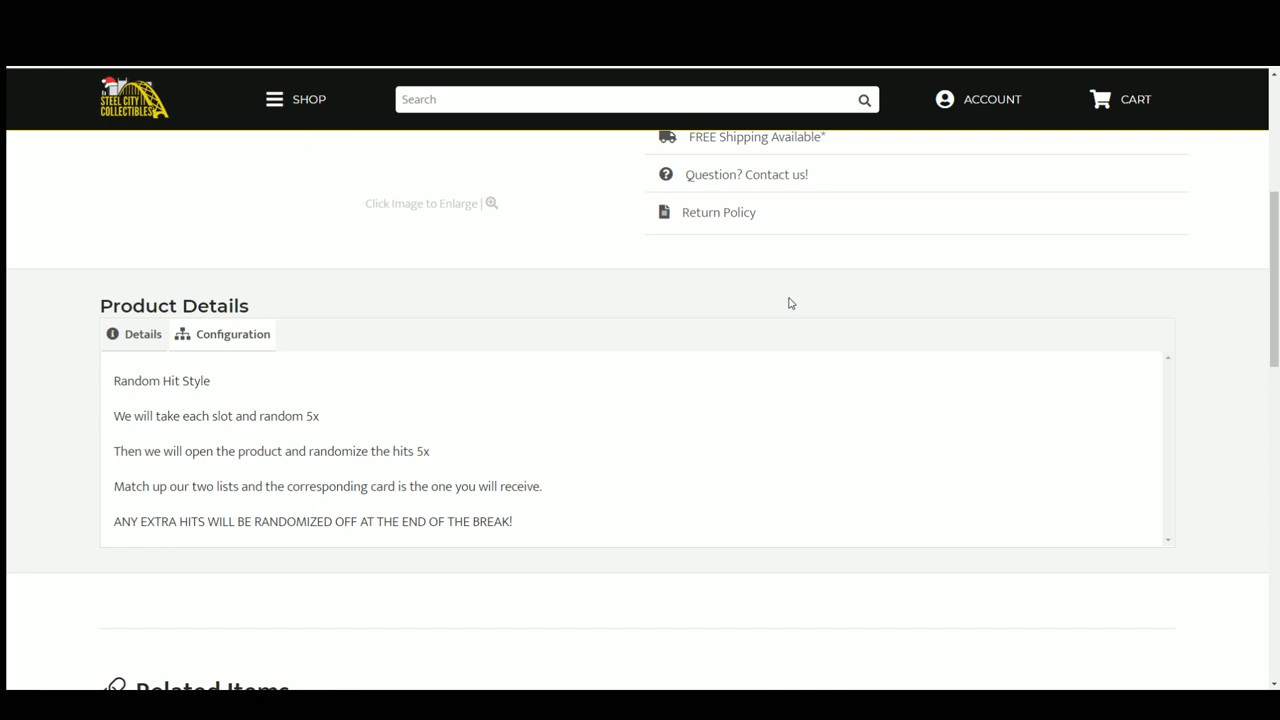 STEEL CITY
COLLECTIBLES
SHOP
Search
ACCOUNT
CART
FREE Shipping Available*
Click Image to Enlarge |
Question? Contact us!
Return Policy
Product Details
Details
Configuration
Random Hit Style
We will take each slot and random 5x
Then we will open the product and randomize the hits 5x
Match up our two lists and the corresponding card is the one you will receive.
ANY EXTRA HITS WILL BE RANDOMIZED OFF AT THE END OF THE BREAK!
Related Items